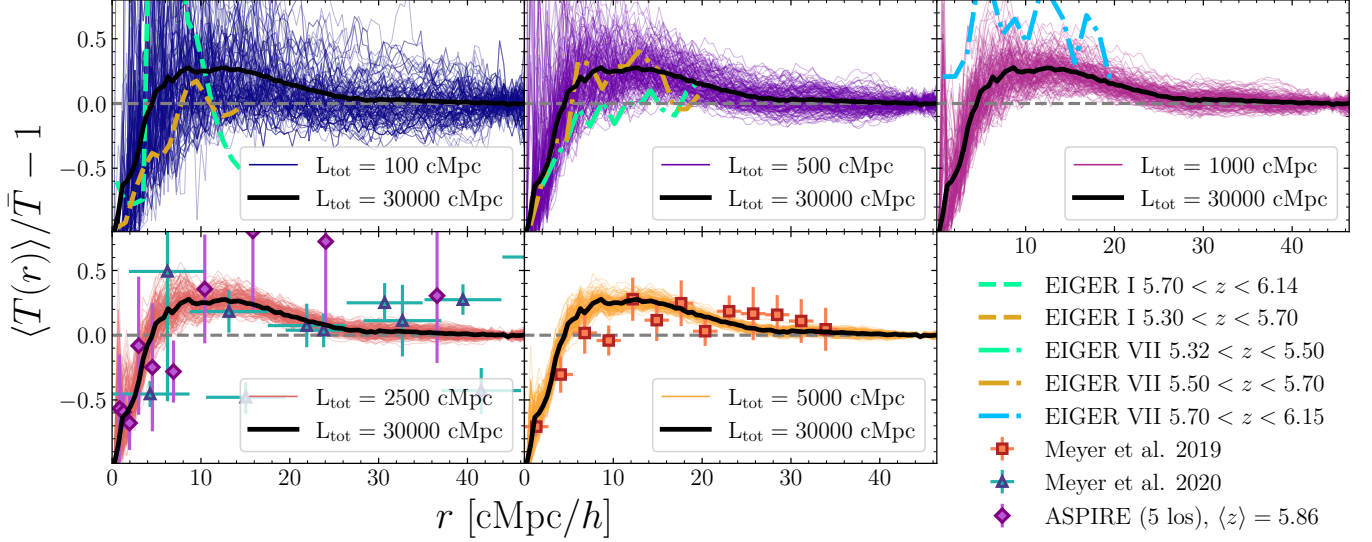 ⟨T(r)⟩/T̄ − 1
0.5
0.0
−0.5
L_tot = 100 cMpc
L_tot = 30000 cMpc
L_tot = 500 cMpc
L_tot = 30000 cMpc
L_tot = 1000 cMpc
L_tot = 30000 cMpc
10 20 30 40
0.5
0.0
−0.5
L_tot = 2500 cMpc
L_tot = 30000 cMpc
L_tot = 5000 cMpc
L_tot = 30000 cMpc
0 10 20 30 40
0 10 20 30 40
r [cMpc/h]
EIGER I 5.70 < z < 6.14
EIGER I 5.30 < z < 5.70
EIGER VII 5.32 < z < 5.50
EIGER VII 5.50 < z < 5.70
EIGER VII 5.70 < z < 6.15
Meyer et al. 2019
Meyer et al. 2020
ASPIRE (5 los), ⟨z⟩ = 5.86